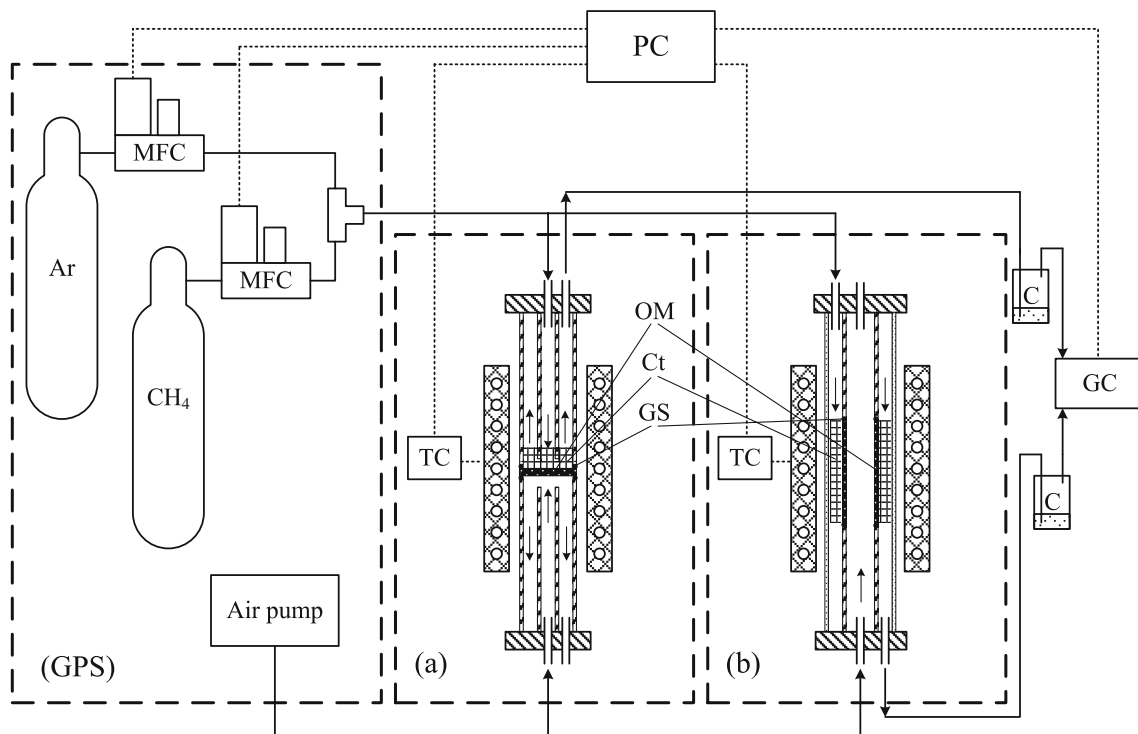 PC
MFC
Ar
MFC
CH₄
Air pump
(GPS)
OM
Ct
GS
TC
(a)
TC
(b)
C
GC
C